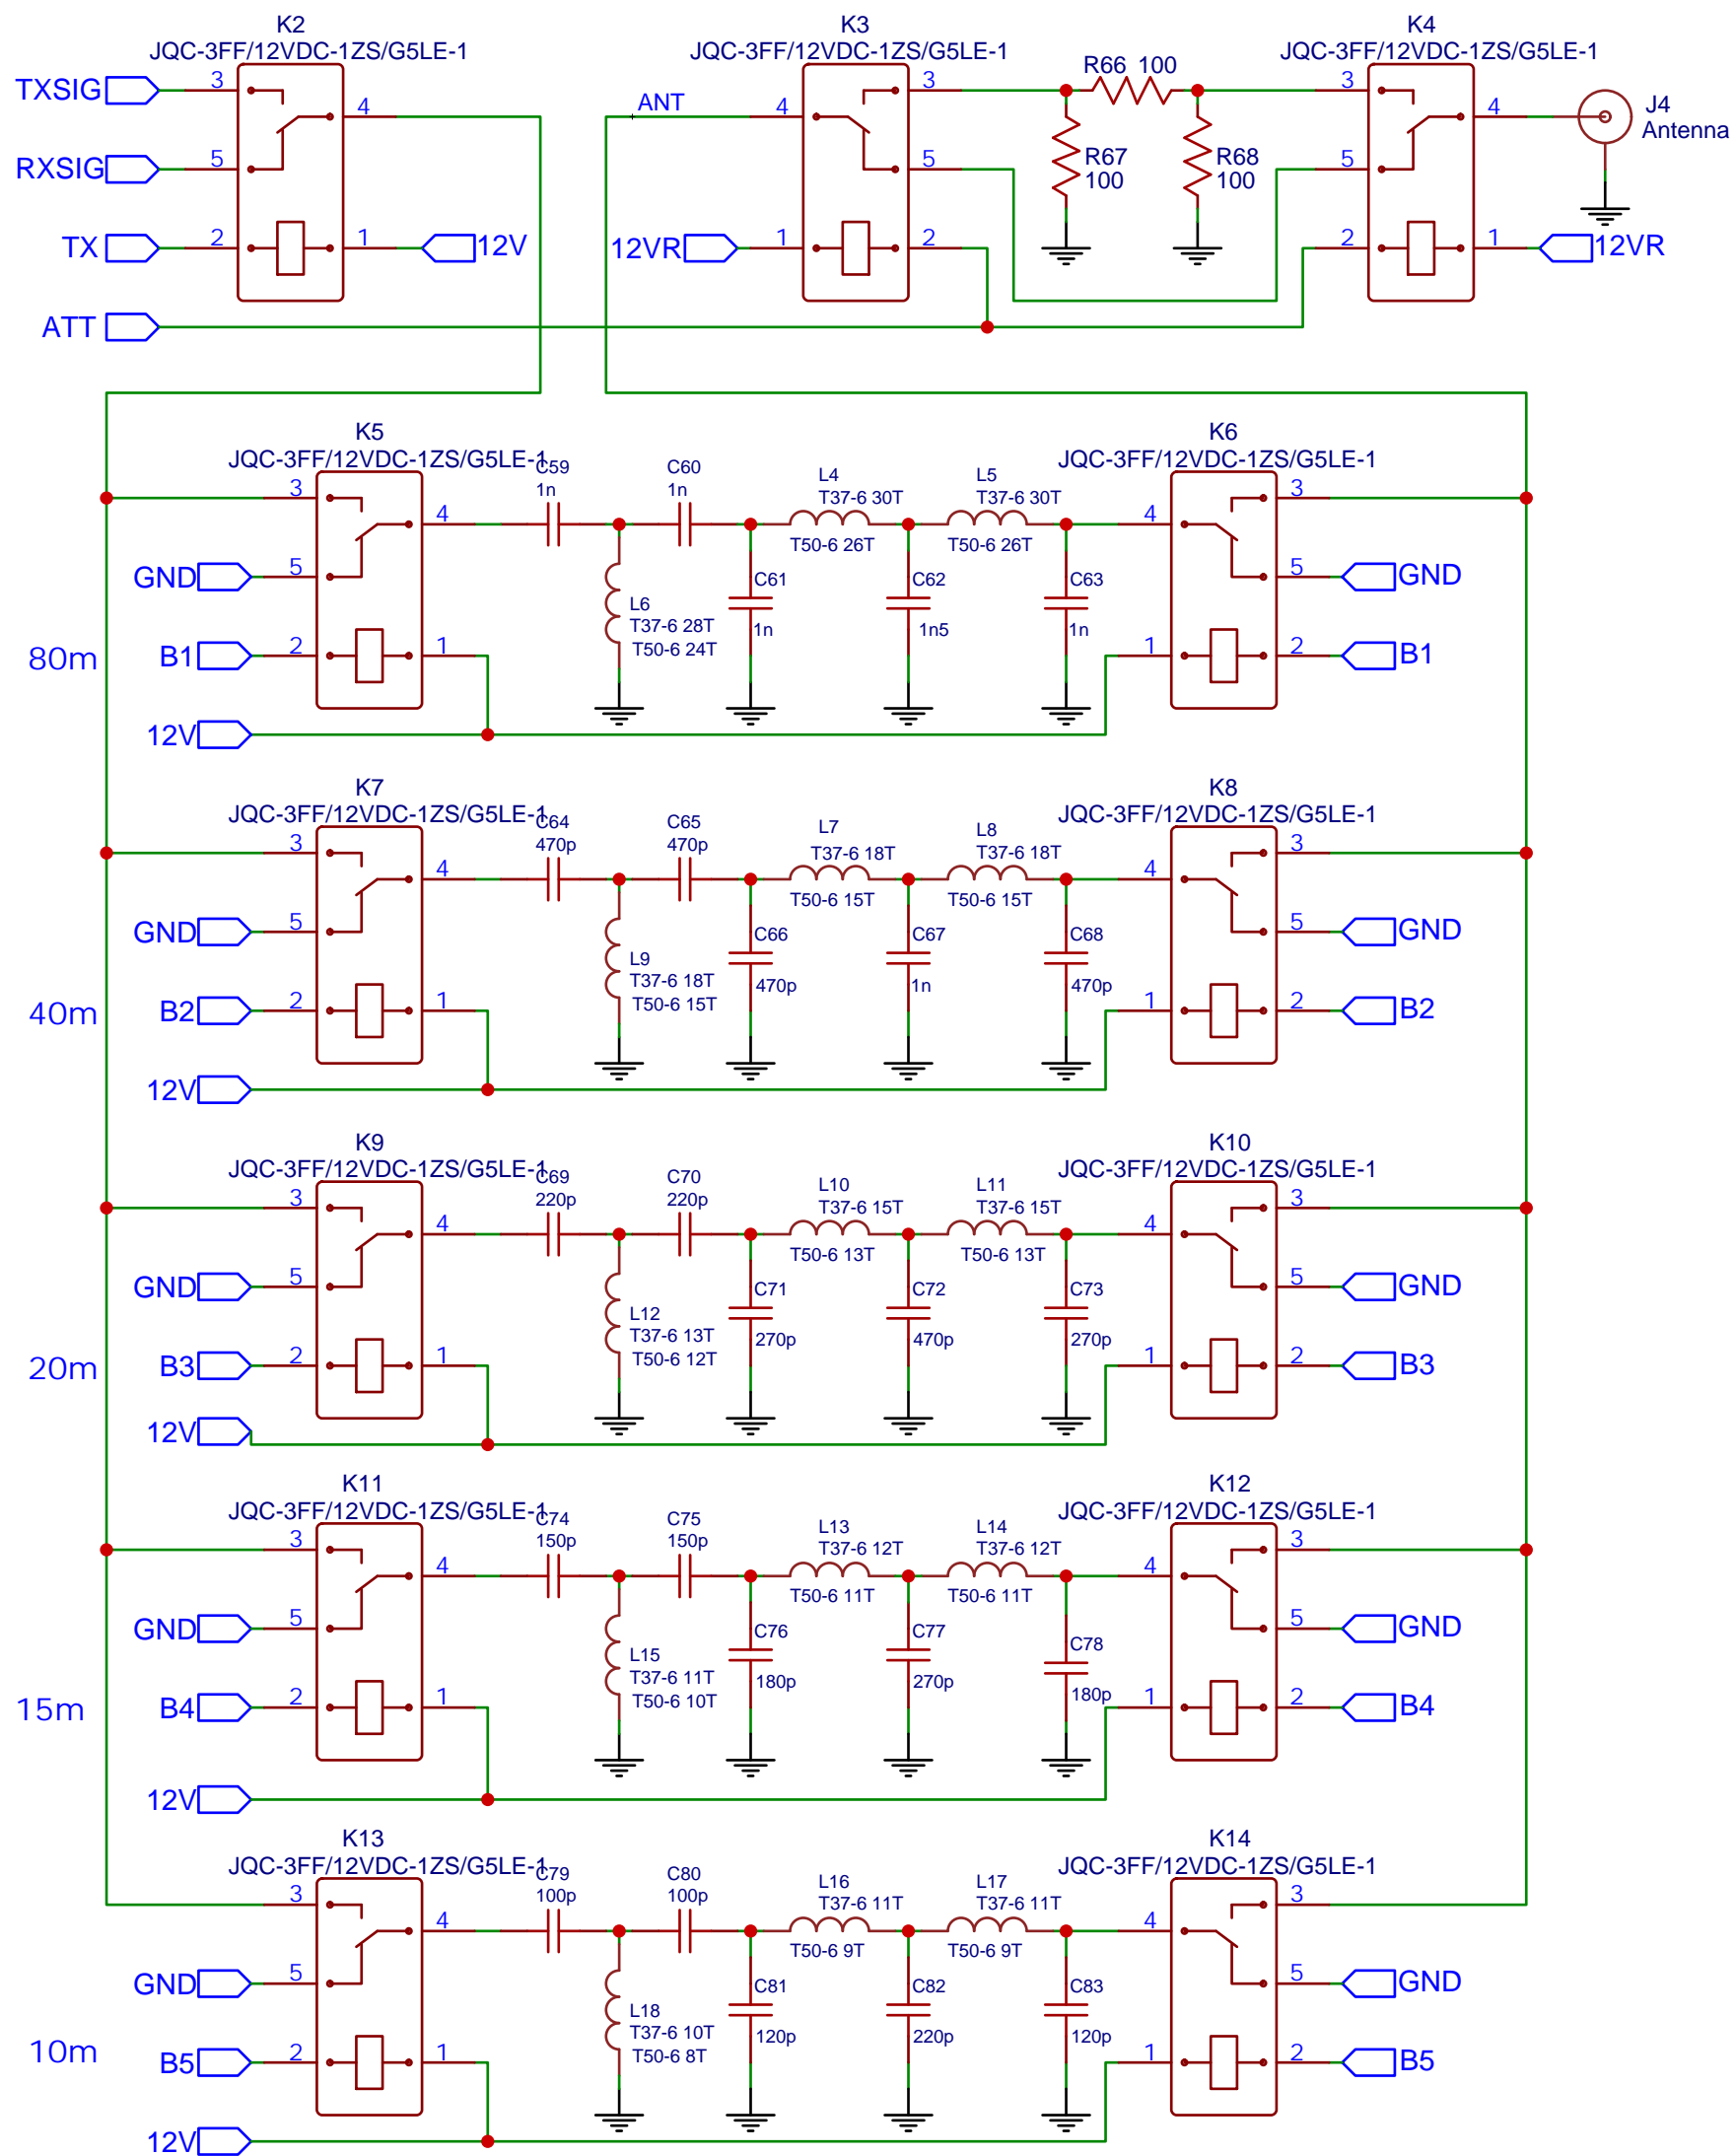 K2
JQC-3FF/12VDC-1ZS/G5LE-1
K3
JQC-3FF/12VDC-1ZS/G5LE-1
K4
JQC-3FF/12VDC-1ZS/G5LE-1
TXSIG 3
4
RXSIG 5
TX 2
1 12V
ANT
4
3
5
12VR 1
2
R66 100
R67
100
R68
100
3
4
5
2
1 12VR
J4
Antenna
ATT
K5
JQC-3FF/12VDC-1ZS/G5LE-1
3
4
GND 5
B1 2
1
80m
12V
C59
1n
C60
1n
L4
T37-6 30T
T50-6 26T
L5
T37-6 30T
T50-6 26T
L6
T37-6 28T
T50-6 24T
C61
1n
C62
1n5
C63
1n
K6
JQC-3FF/12VDC-1ZS/G5LE-1
3
4
5 GND
1
2 B1
K7
JQC-3FF/12VDC-1ZS/G5LE-1
3
4
GND 5
B2 2
1
40m
12V
C64
470p
C65
470p
L7
T37-6 18T
T50-6 15T
L8
T37-6 18T
T50-6 15T
L9
T37-6 18T
T50-6 15T
C66
470p
C67
1n
C68
470p
K8
JQC-3FF/12VDC-1ZS/G5LE-1
3
4
5 GND
1
2 B2
K9
JQC-3FF/12VDC-1ZS/G5LE-1
3
4
GND 5
B3 2
1
20m
12V
C69
220p
C70
220p
L10
T37-6 15T
T50-6 13T
L11
T37-6 15T
T50-6 13T
L12
T37-6 13T
T50-6 12T
C71
270p
C72
470p
C73
270p
K10
JQC-3FF/12VDC-1ZS/G5LE-1
3
4
5 GND
1
2 B3
K11
JQC-3FF/12VDC-1ZS/G5LE-1
3
4
GND 5
B4 2
1
15m
12V
C74
150p
C75
150p
L13
T37-6 12T
T50-6 11T
L14
T37-6 12T
T50-6 11T
L15
T37-6 11T
T50-6 10T
C76
180p
C77
270p
C78
180p
K12
JQC-3FF/12VDC-1ZS/G5LE-1
3
4
5 GND
1
2 B4
K13
JQC-3FF/12VDC-1ZS/G5LE-1
3
4
GND 5
B5 2
1
10m
12V
C79
100p
C80
100p
L16
T37-6 11T
T50-6 9T
L17
T37-6 11T
T50-6 9T
L18
T37-6 10T
T50-6 8T
C81
120p
C82
220p
C83
120p
K14
JQC-3FF/12VDC-1ZS/G5LE-1
3
4
5 GND
1
2 B5